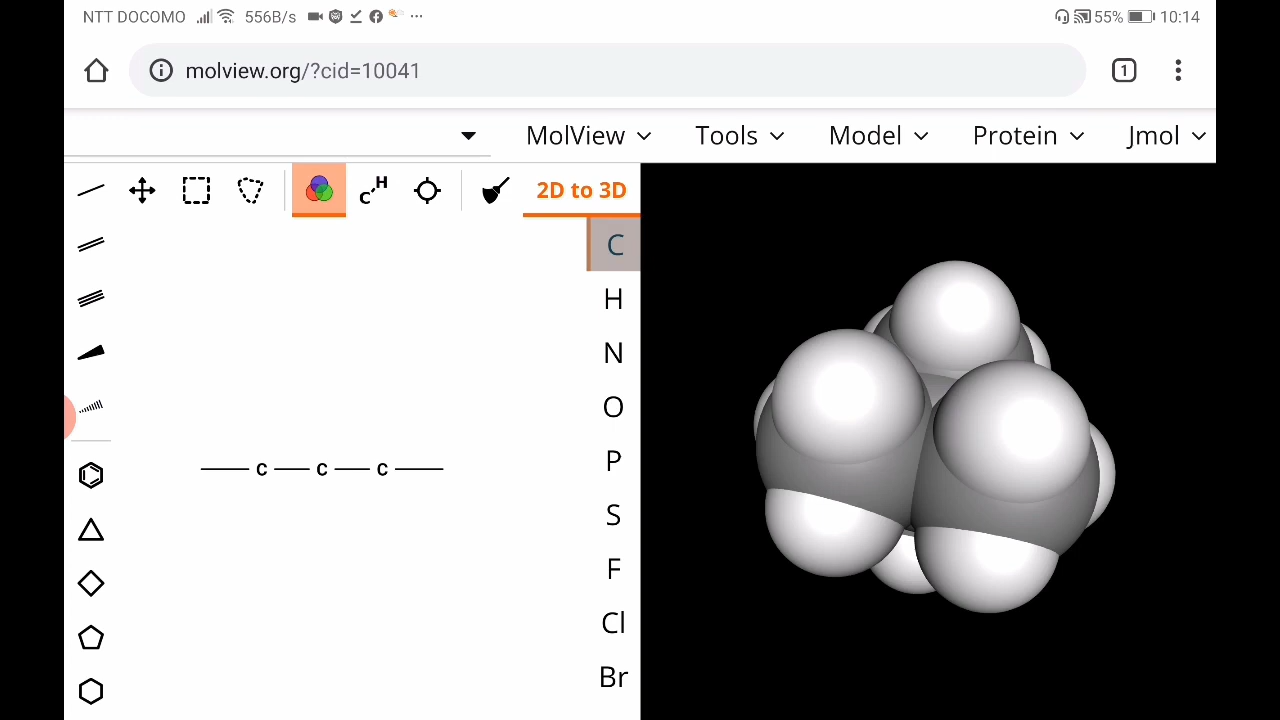 NTT DOCOMO 556B/s ... 55% 10:14
1
molview.org/?cid=10041
MolView Tools Model Protein Jmol
C H 2D to 3D
C
H
N
O
P
S
F
Cl
Br
C C C